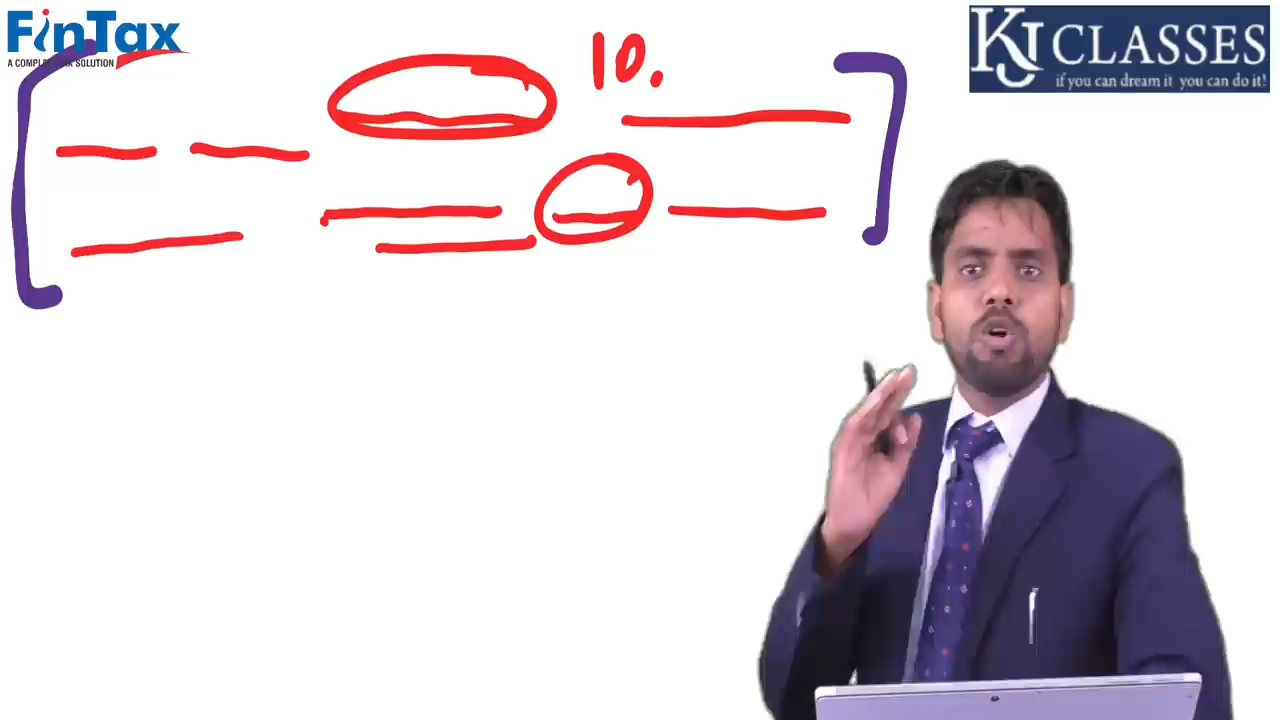 FinTax
A COMPLETE TAX SOLUTION
10.
KJ CLASSES
if you can dream it you can do it!